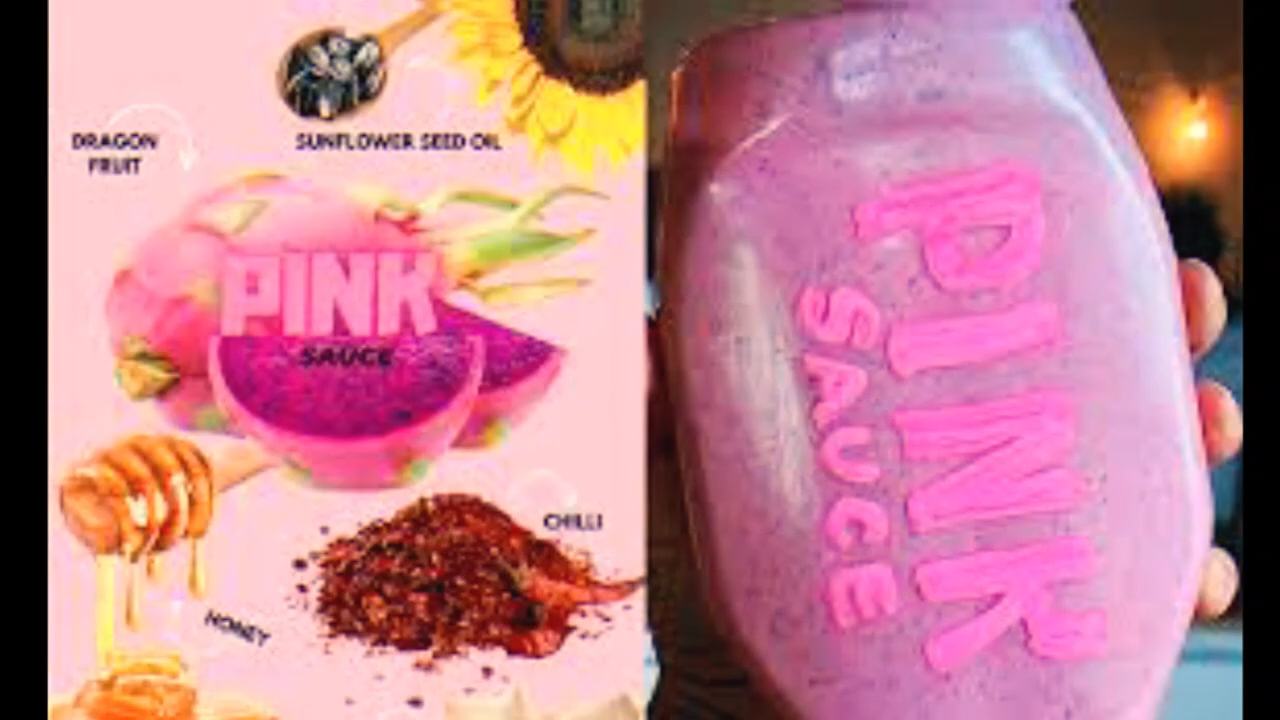 SUNFLOWER SEED OIL
DRAGON
FRUIT
PINK
SAUCE
CHILLI
HONEY
PINK
SAUCE